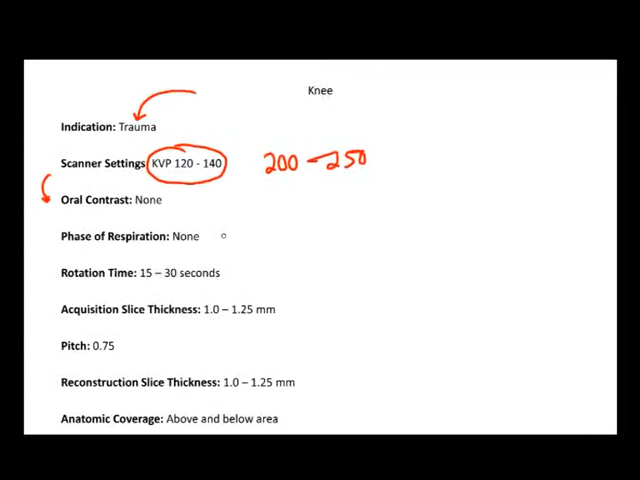 Knee
Indication: Trauma
Scanner Settings KVP 120 - 140 200 - 250
Oral Contrast: None
Phase of Respiration: None
Rotation Time: 15 – 30 seconds
Acquisition Slice Thickness: 1.0 – 1.25 mm
Pitch: 0.75
Reconstruction Slice Thickness: 1.0 – 1.25 mm
Anatomic Coverage: Above and below area